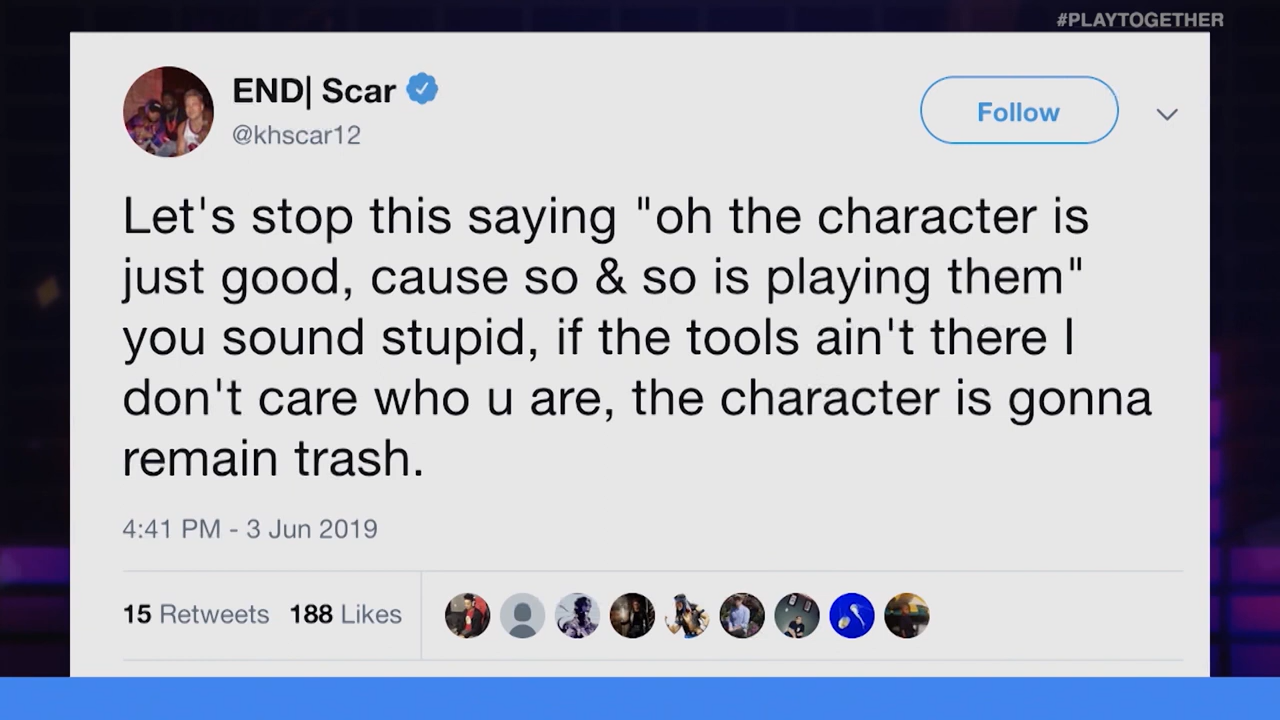 #PLAYTOGETHER
END| Scar
@khscar12
Follow
Let's stop this saying "oh the character is
just good, cause so & so is playing them"
you sound stupid, if the tools ain't there I
don't care who u are, the character is gonna
remain trash.
4:41 PM - 3 Jun 2019
15 Retweets 188 Likes